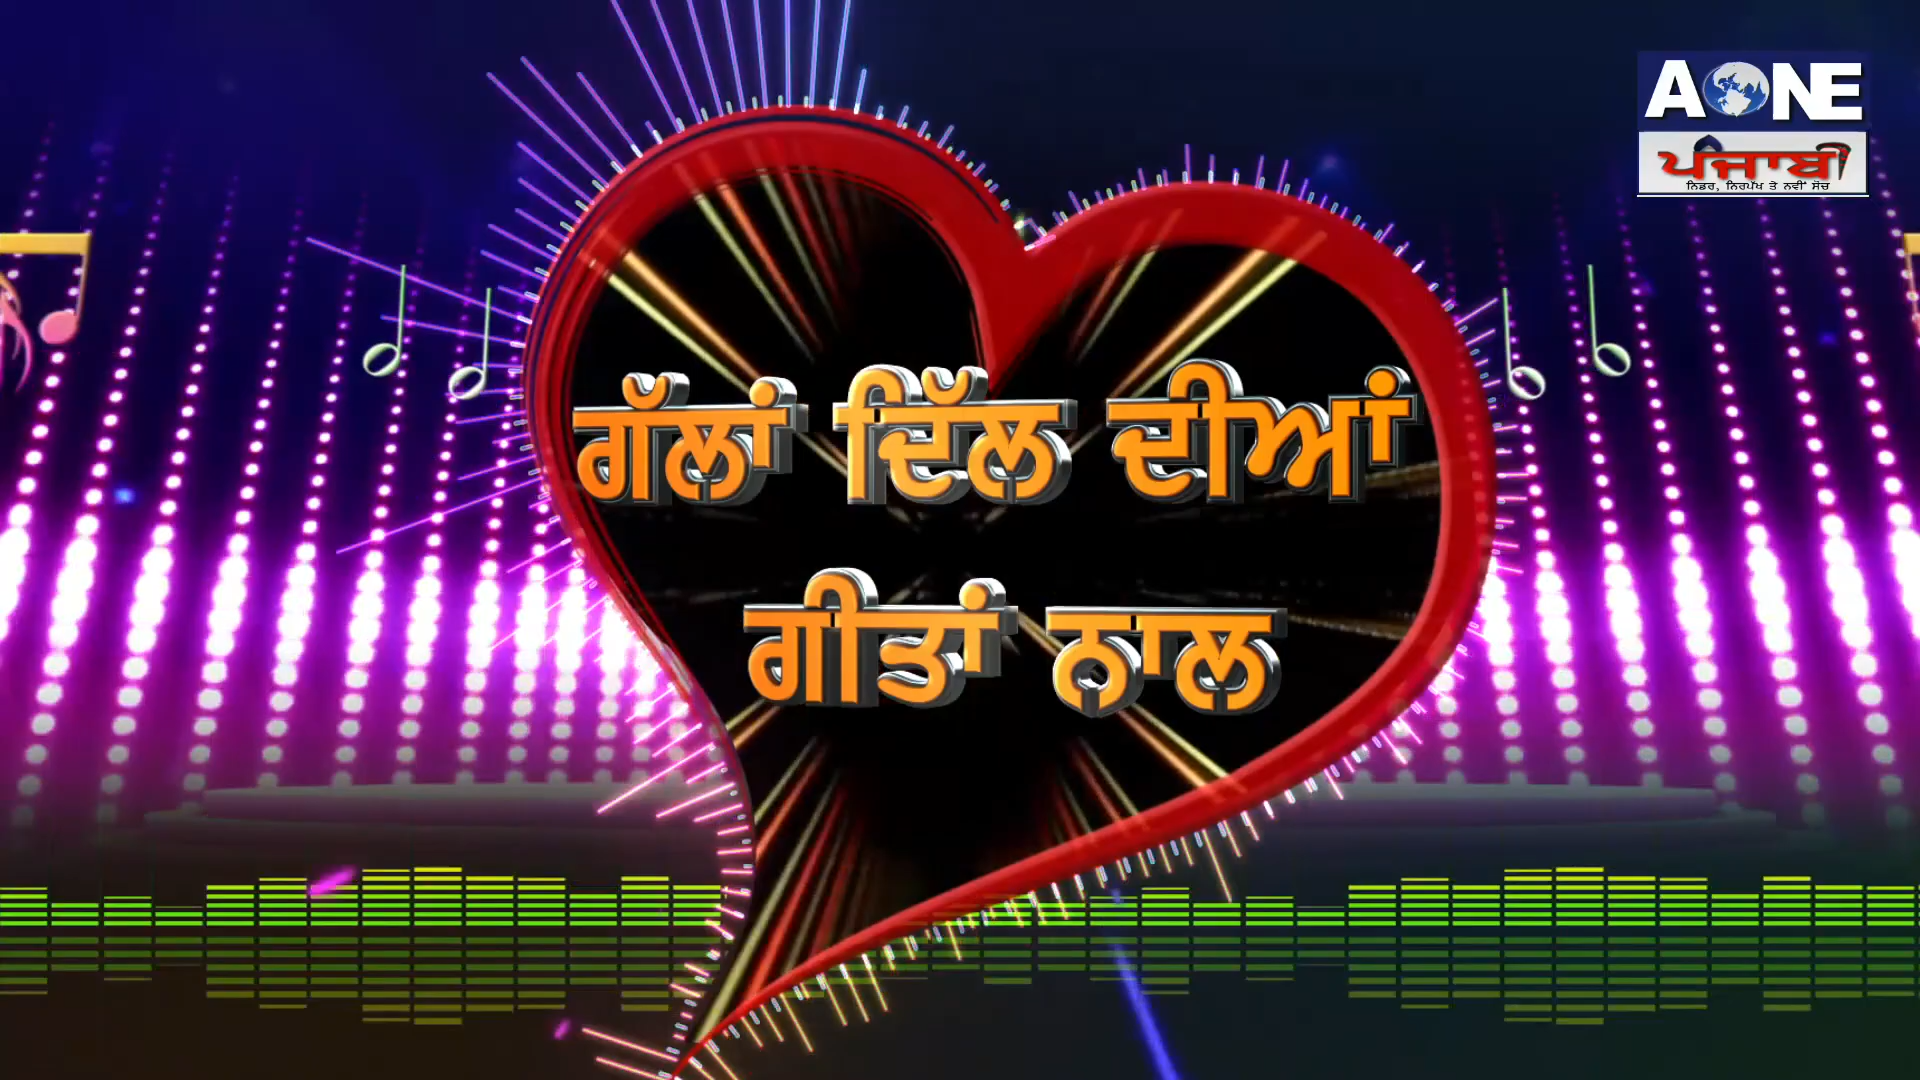 ਗੱਲਾਂ ਦਿੱਲ ਦੀਆਂ
ਗੀਤਾਂ ਨਾਲ
AONE
ਪੰਜਾਬੀ
ਨਿਡਰ, ਨਿਰਪੱਖ ਤੇ ਨਵੀਂ ਸੋਚ